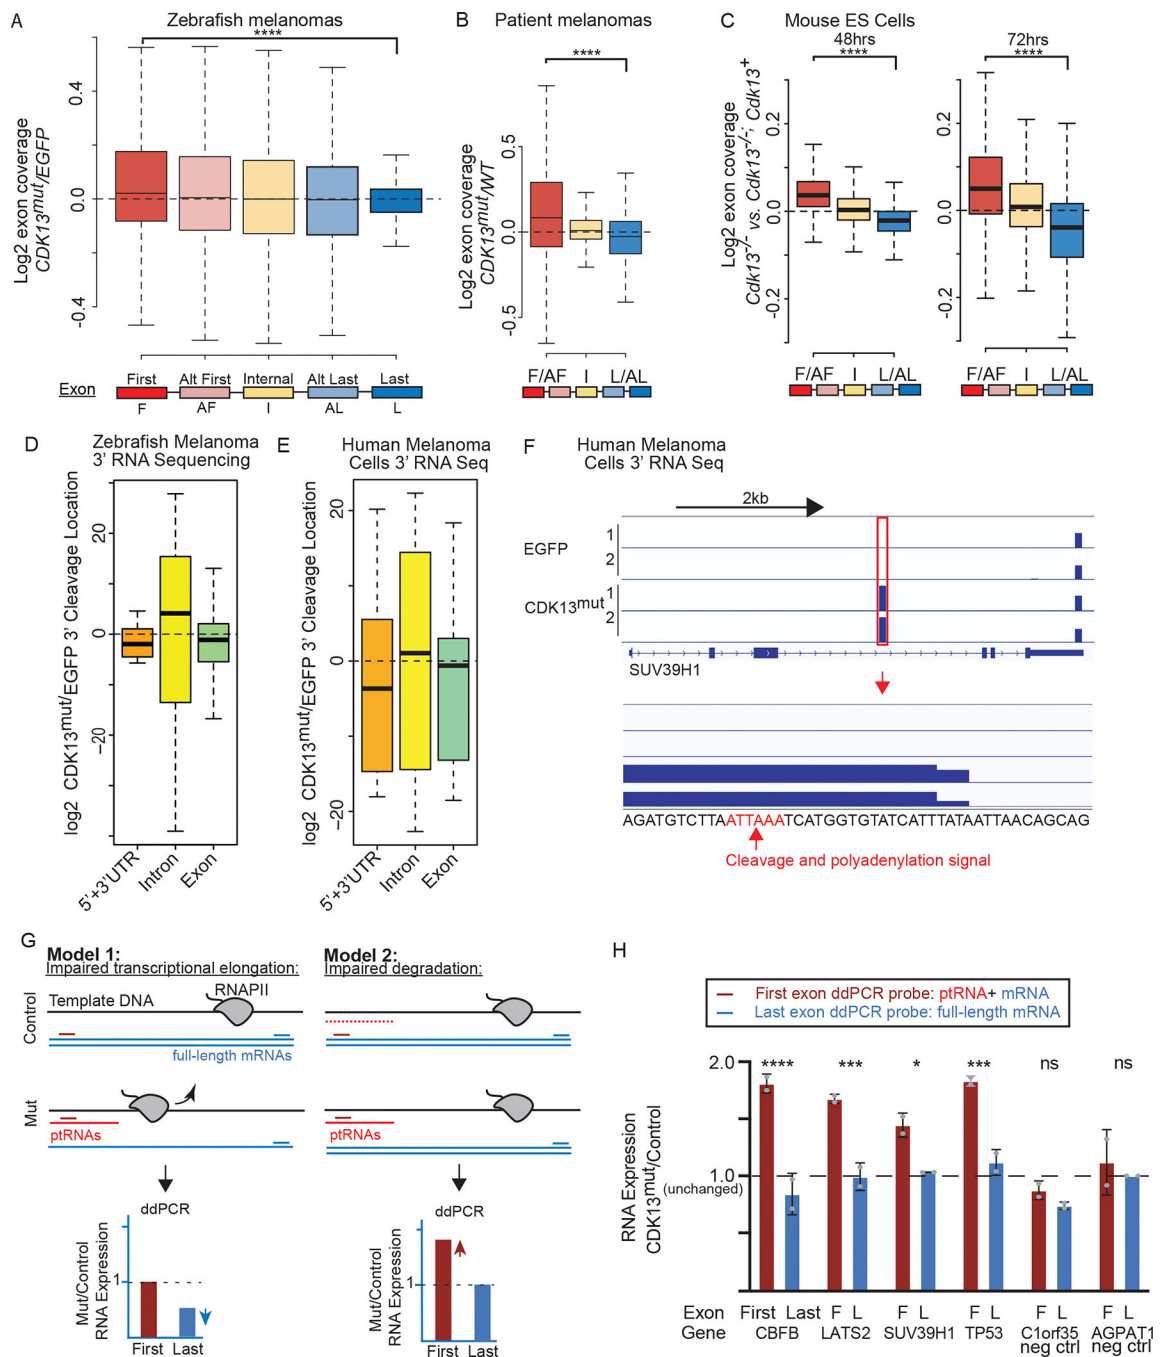 A
Zebrafish melanomas
****
Log2 exon coverage
CDK13mut/EGFP
0.4
0.0
-0.4
Exon
First
Alt First
Internal
Alt Last
Last
F
AF
I
AL
L
B
Patient melanomas
****
Log2 exon coverage
CDK13mut/WT
0.5
0.0
-0.5
F/AF
I
L/AL
C
Mouse ES Cells
48hrs
72hrs
****
****
Log2 exon coverage
Cdk13-/- vs. Cdk13-/-; Cdk13+
0.2
0.0
-0.2
0.2
0.0
-0.2
F/AF
I
L/AL
F/AF
I
L/AL
D
Zebrafish Melanoma
3' RNA Sequencing
log2 CDK13mut/EGFP 3' Cleavage Location
20
0
-20
5'+3'UTR
Intron
Exon
E
Human Melanoma
Cells 3' RNA Seq
log2 CDK13mut/EGFP 3' Cleavage Location
20
0
-20
5'+3'UTR
Intron
Exon
F
Human Melanoma
Cells 3' RNA Seq
2kb
EGFP
1
2
CDK13mut
1
2
SUV39H1
AGATGTCTTAATTAAATCATGGTGTATCATTTATAATTAACAGCAG
Cleavage and polyadenylation signal
G
Model 1:
Impaired transcriptional elongation:
Model 2:
Impaired degradation:
Control
Template DNA
RNAPII
full-length mRNAs
Mut
ptRNAs
ptRNAs
ddPCR
Mut/Control
RNA Expression
1
First
Last
ddPCR
Mut/Control
RNA Expression
1
First
Last
H
First exon ddPCR probe: ptRNA+ mRNA
Last exon ddPCR probe: full-length mRNA
RNA Expression
CDK13mut/Control
2.0
1.0
(unchanged)
****
***
*
***
ns
ns
Exon
First Last
F L
F L
F L
F L
F L
Gene
CBFB
LATS2
SUV39H1
TP53
C1orf35
neg ctrl
AGPAT1
neg ctrl